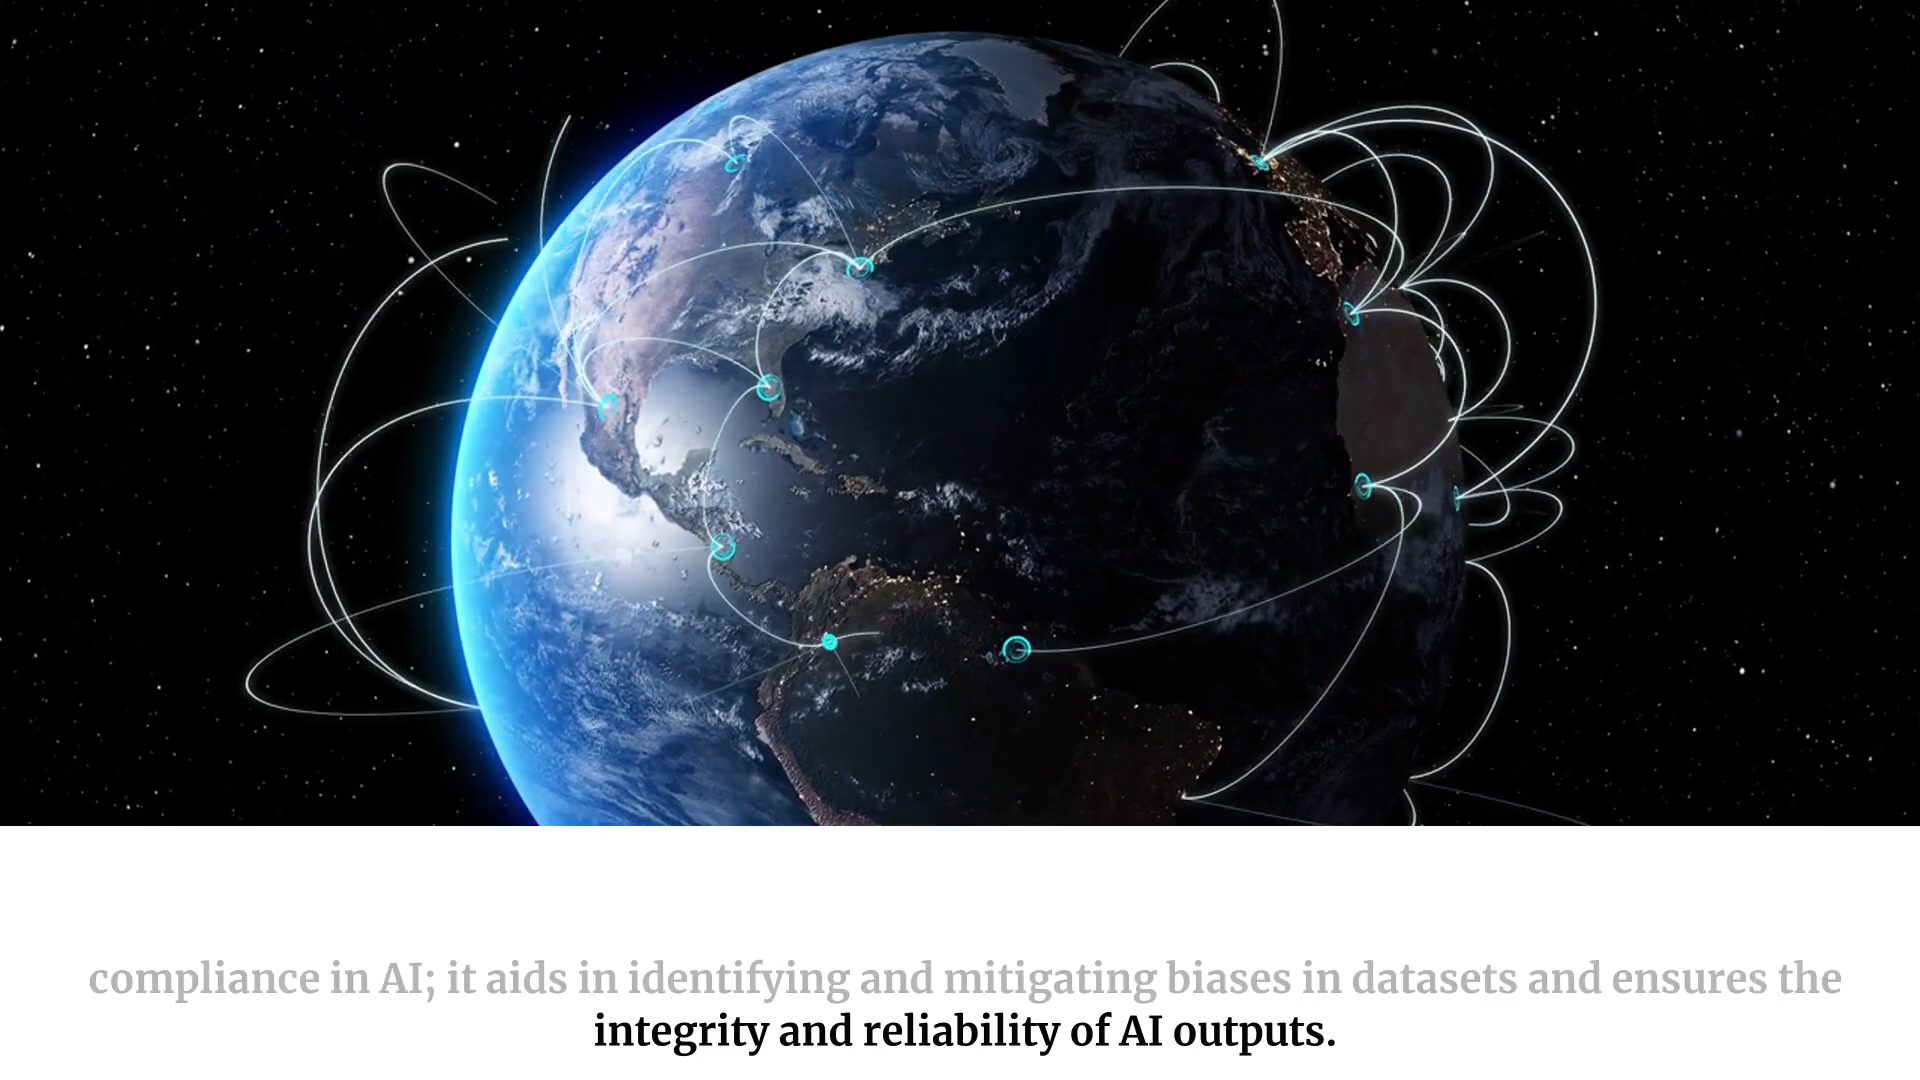 compliance in AI; it aids in identifying and mitigating biases in datasets and ensures the
integrity and reliability of AI outputs.